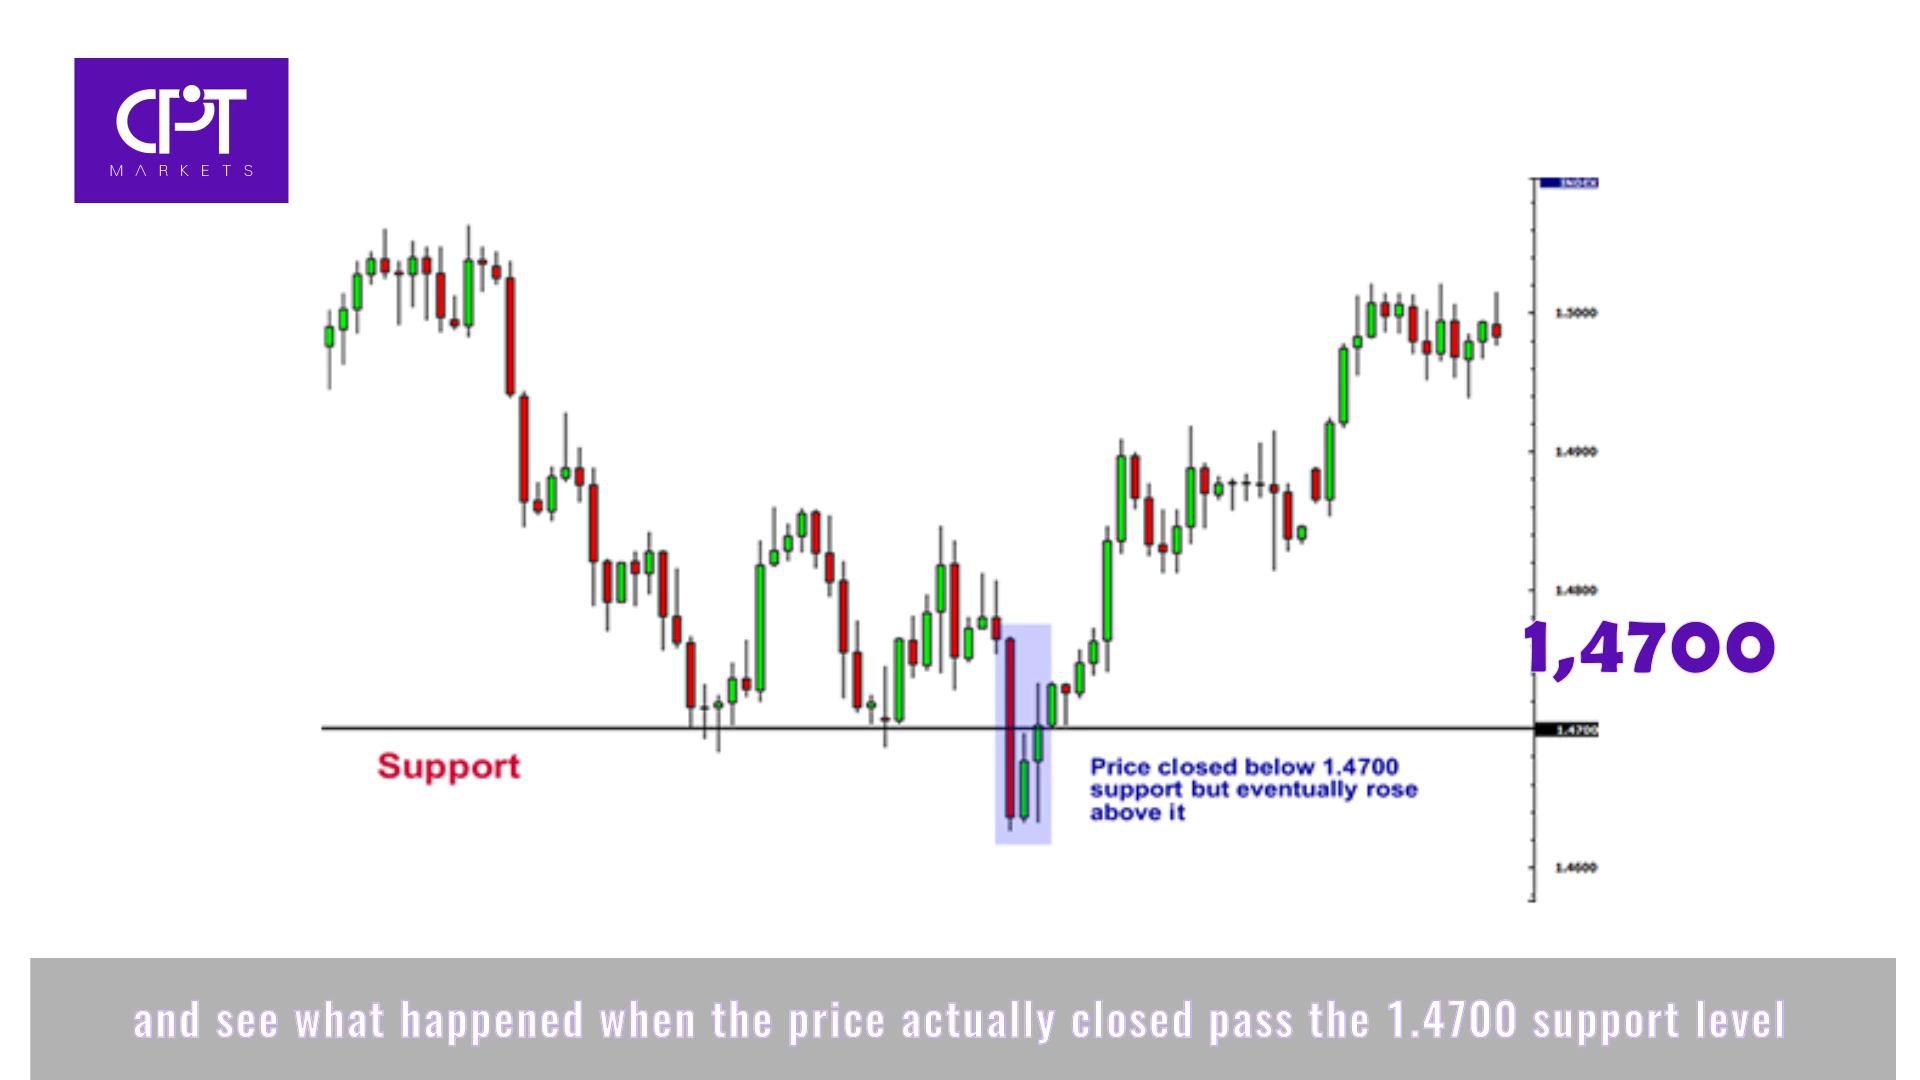 CPT
MARKETS
INDEX
1.5000
1.4900
1.4800
1,4700
1.4700
Support
Price closed below 1.4700
support but eventually rose
above it
1.4600
and see what happened when the price actually closed pass the 1.4700 support level